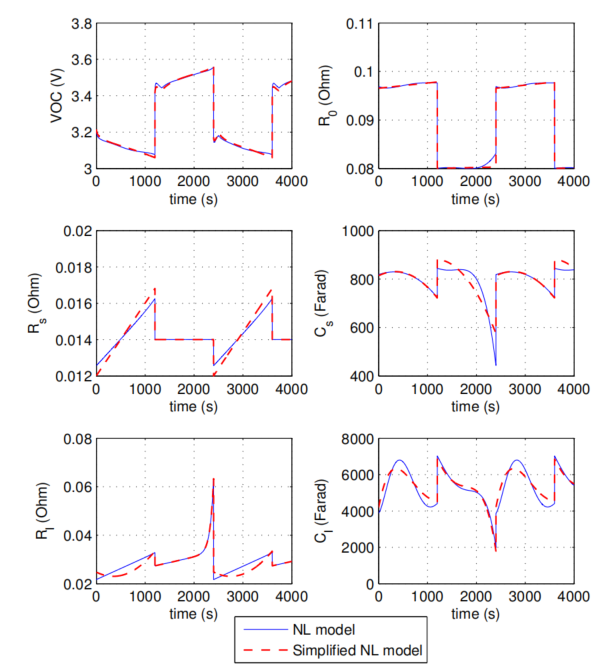 3.8
3.6
3.4
3.2
3
VOC (V)
0 1000 2000 3000 4000
time (s)
0.11
0.1
0.09
0.08
R0 (Ohm)
0 1000 2000 3000 4000
time (s)
0.02
0.018
0.016
0.014
0.012
Rs (Ohm)
0 1000 2000 3000 4000
time (s)
1000
800
600
400
Cs (Farad)
0 1000 2000 3000 4000
time (s)
0.08
0.06
0.04
0.02
Rl (Ohm)
0 1000 2000 3000 4000
time (s)
8000
6000
4000
2000
0
Cl (Farad)
0 1000 2000 3000 4000
time (s)
NL model
Simplified NL model